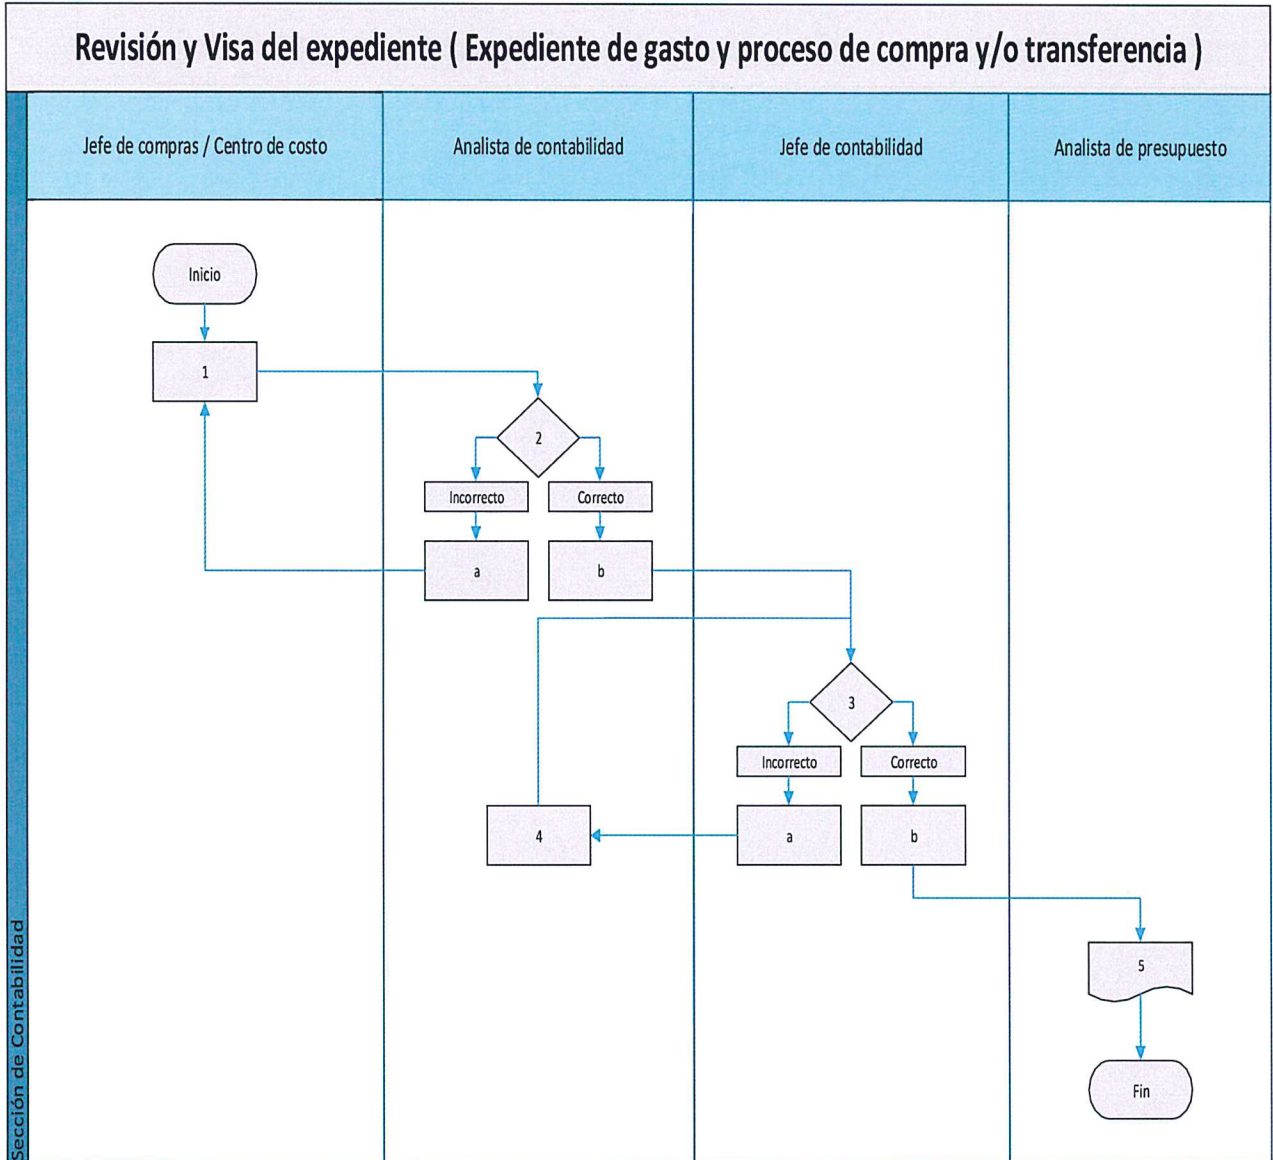 Revisión y Visa del expediente ( Expediente de gasto y proceso de compra y/o transferencia )
Jefe de compras / Centro de costo
Analista de contabilidad
Jefe de contabilidad
Analista de presupuesto
Inicio
1
2
Incorrecto
Correcto
a
b
3
Incorrecto
Correcto
4
a
b
5
Fin
Sección de Contabilidad